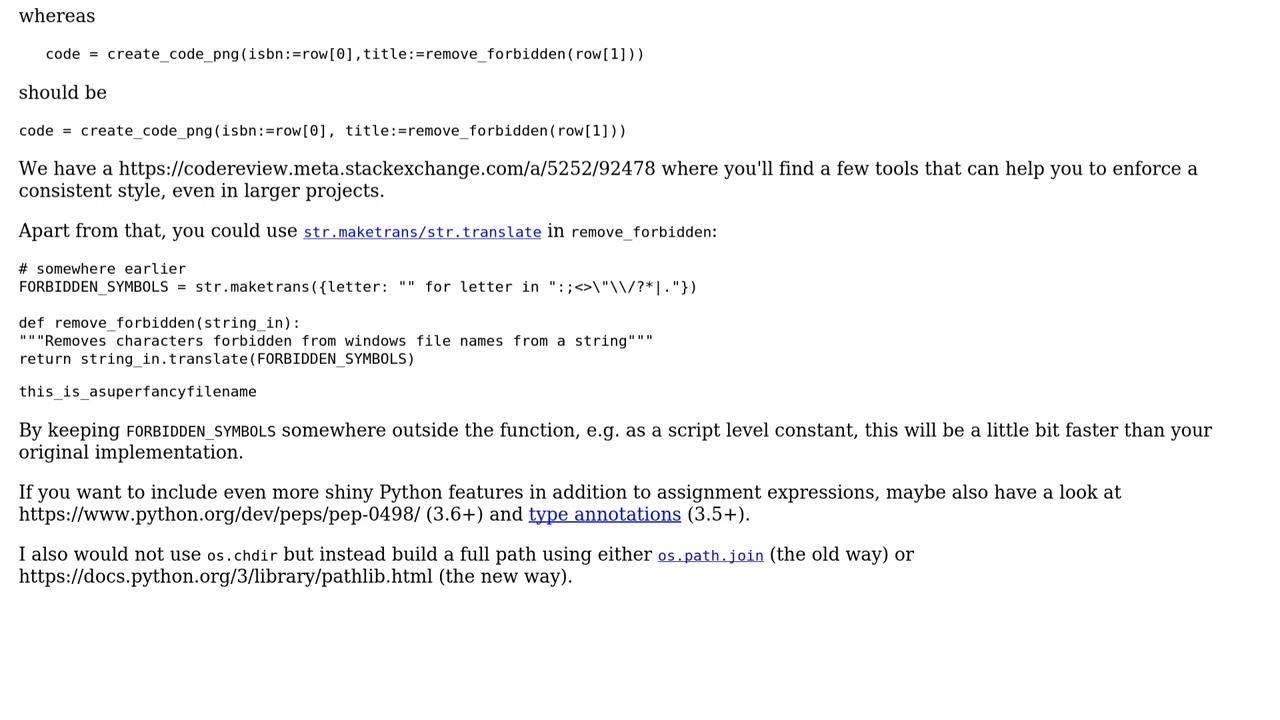 whereas
code = create_code_png(isbn:=row[0],title:=remove_forbidden(row[1]))
should be
code = create_code_png(isbn:=row[0], title:=remove_forbidden(row[1]))
We have a https://codereview.meta.stackexchange.com/a/5252/92478 where you'll find a few tools that can help you to enforce a
consistent style, even in larger projects.
Apart from that, you could use str.maketrans/str.translate in remove_forbidden:
# somewhere earlier
FORBIDDEN_SYMBOLS = str.maketrans({letter: "" for letter in ":;<>\"\\/?*|."})
def remove_forbidden(string_in):
"""Removes characters forbidden from windows file names from a string"""
return string_in.translate(FORBIDDEN_SYMBOLS)
this_is_asuperfancyfilename
By keeping FORBIDDEN_SYMBOLS somewhere outside the function, e.g. as a script level constant, this will be a little bit faster than your
original implementation.
If you want to include even more shiny Python features in addition to assignment expressions, maybe also have a look at
https://www.python.org/dev/peps/pep-0498/ (3.6+) and type annotations (3.5+).
I also would not use os.chdir but instead build a full path using either os.path.join (the old way) or
https://docs.python.org/3/library/pathlib.html (the new way).